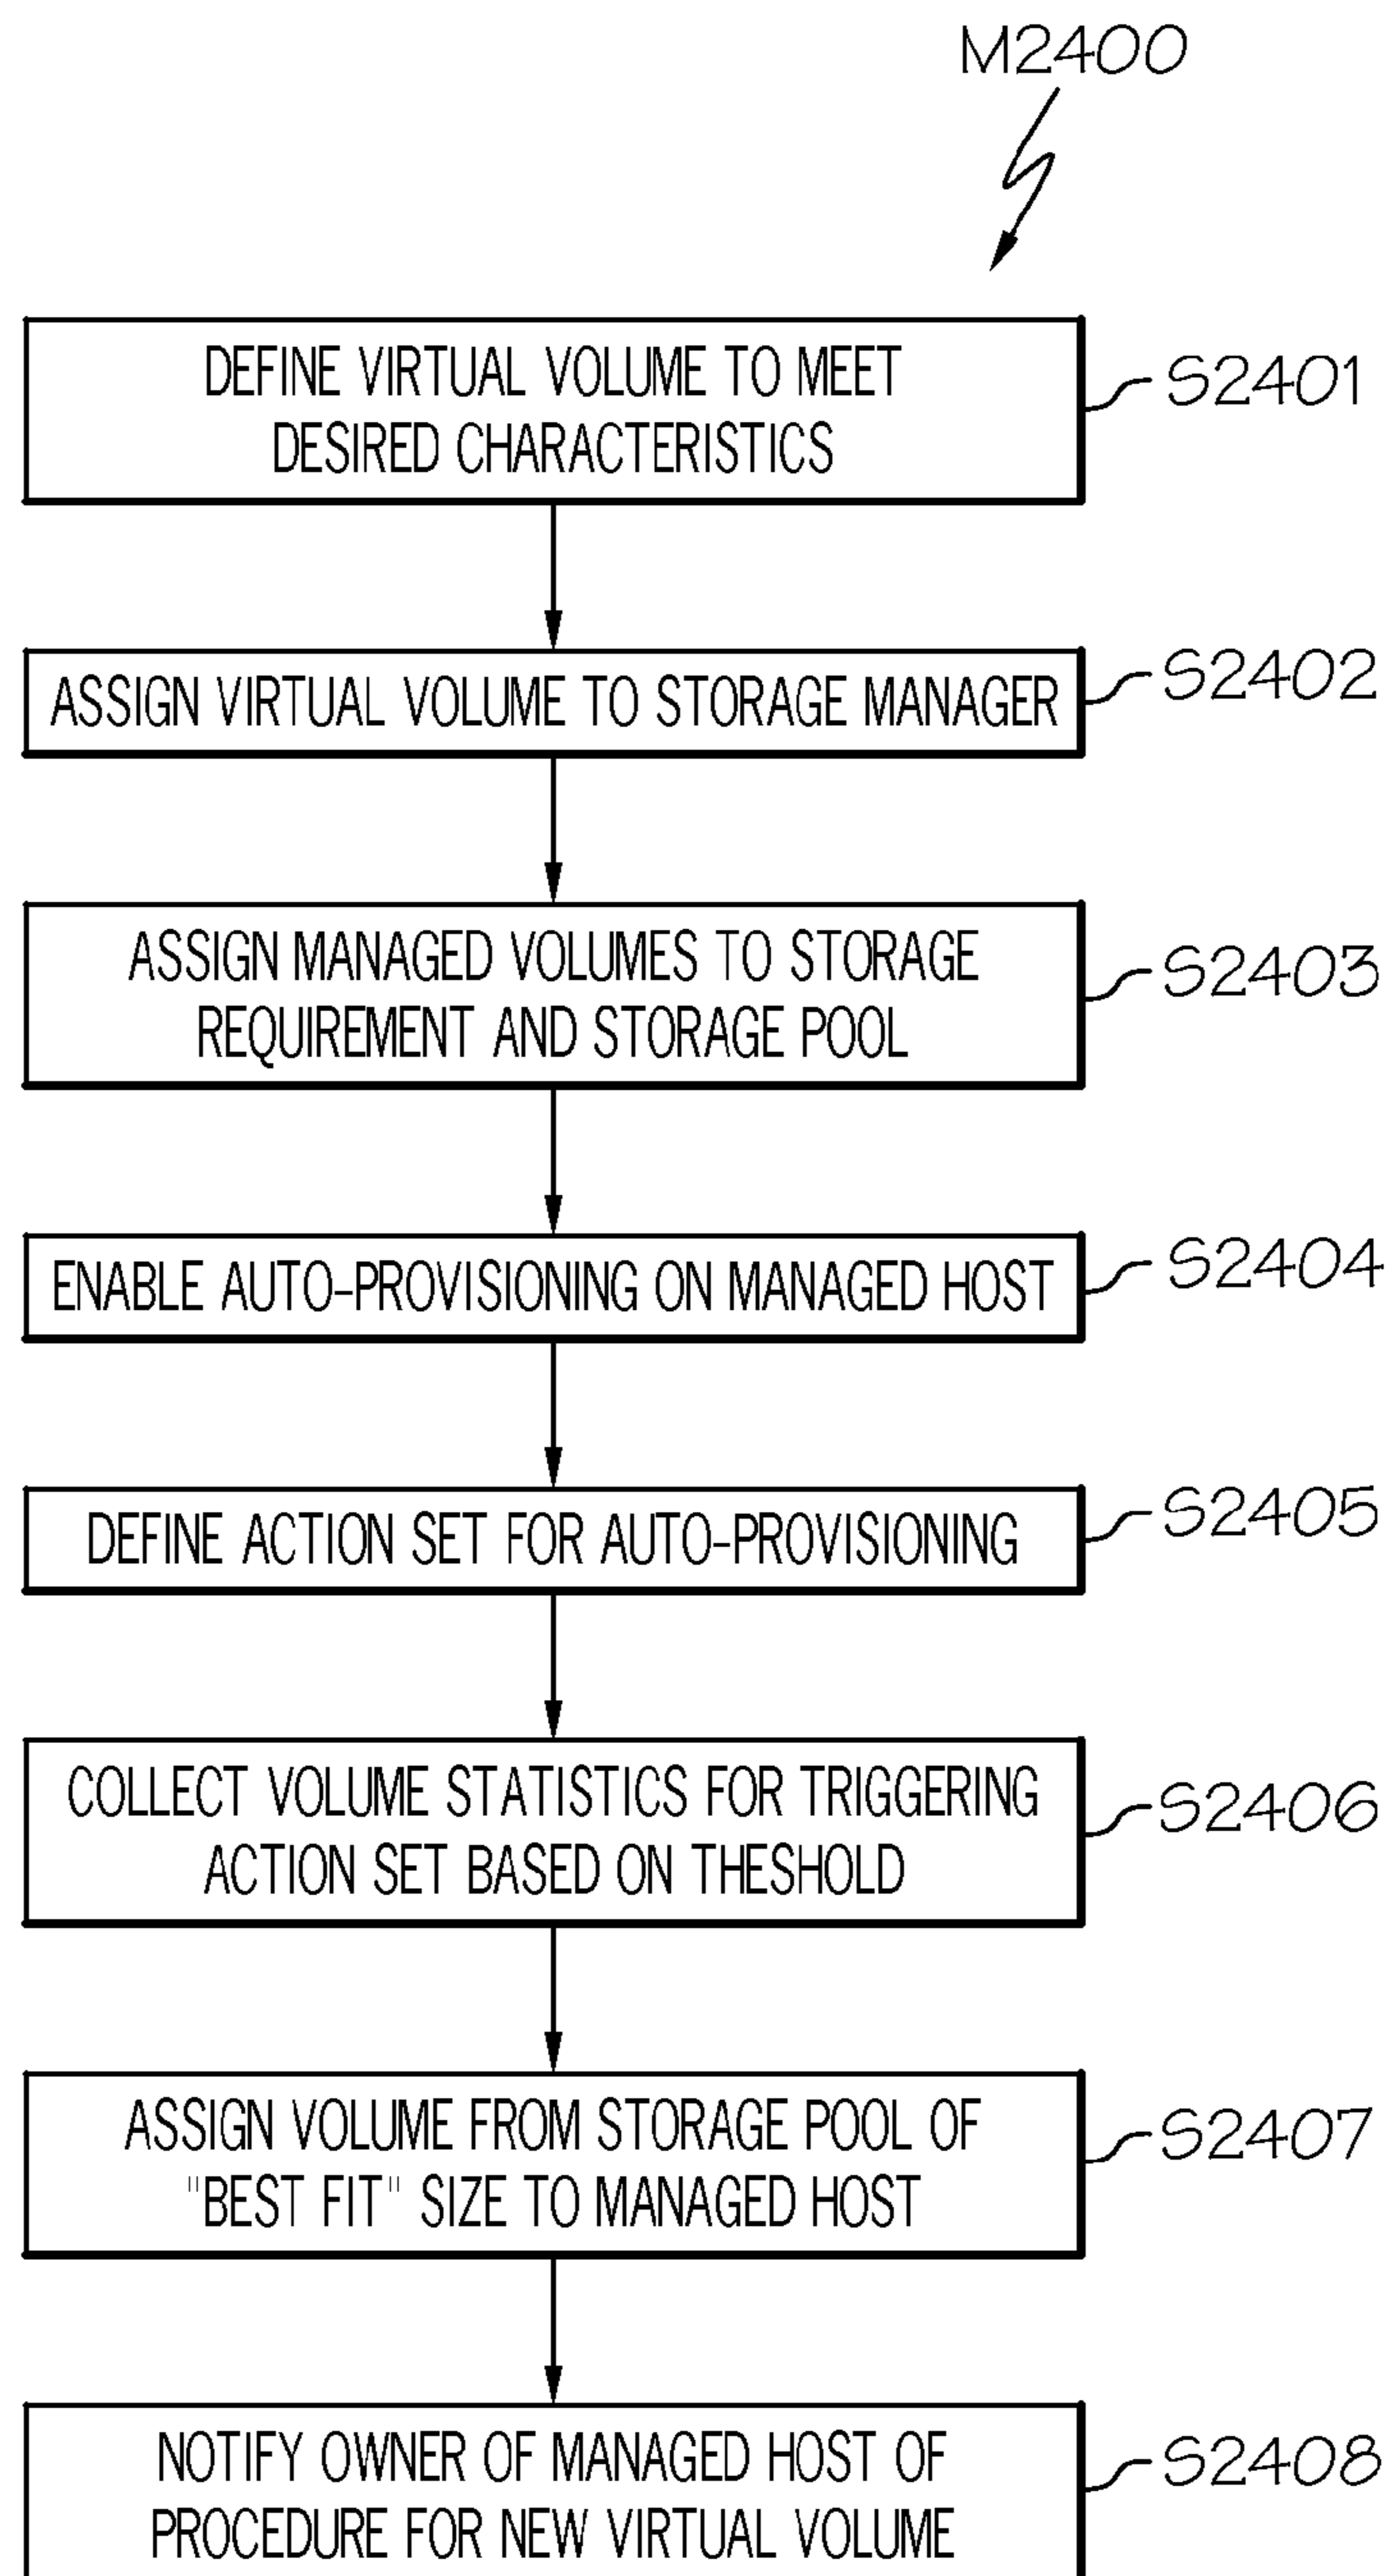 M2400
DEFINE VIRTUAL VOLUME TO MEET
DESIRED CHARACTERISTICS
S2401
ASSIGN VIRTUAL VOLUME TO STORAGE MANAGER
S2402
ASSIGN MANAGED VOLUMES TO STORAGE
REQUIREMENT AND STORAGE POOL
S2403
ENABLE AUTO-PROVISIONING ON MANAGED HOST
S2404
DEFINE ACTION SET FOR AUTO-PROVISIONING
S2405
COLLECT VOLUME STATISTICS FOR TRIGGERING
ACTION SET BASED ON THESHOLD
S2406
ASSIGN VOLUME FROM STORAGE POOL OF
"BEST FIT" SIZE TO MANAGED HOST
S2407
NOTIFY OWNER OF MANAGED HOST OF
PROCEDURE FOR NEW VIRTUAL VOLUME
S2408